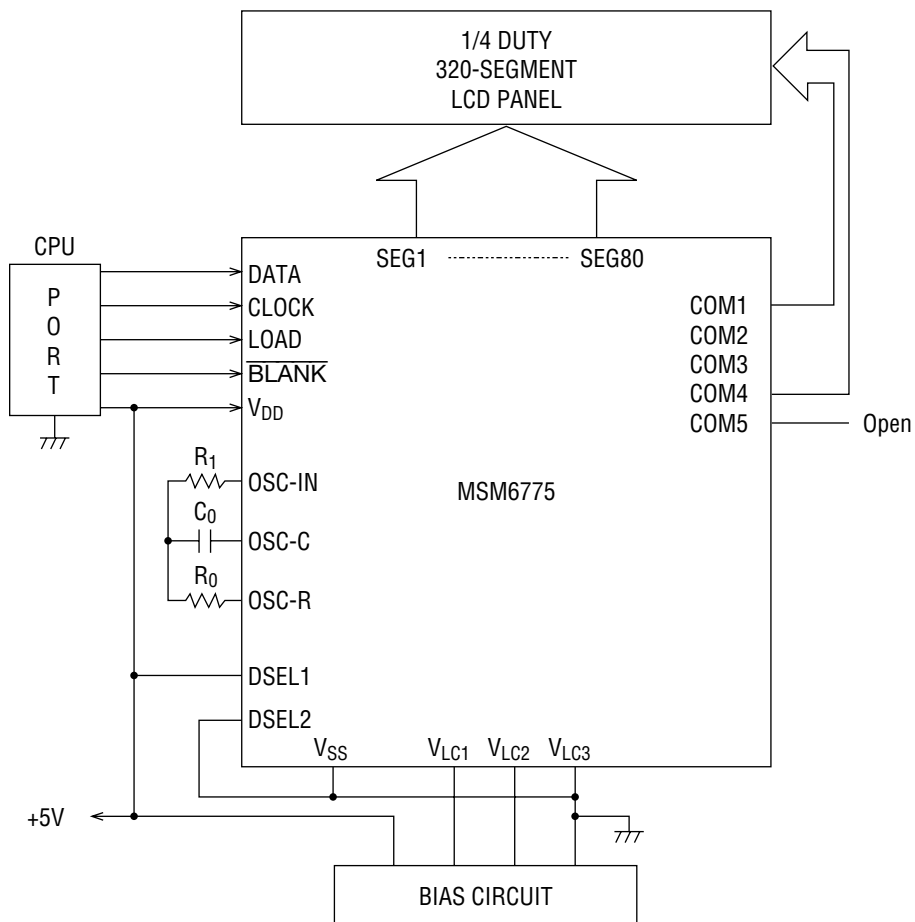 1/4 DUTY
320-SEGMENT
LCD PANEL
CPU
PORT
SEG1 SEG80
DATA
CLOCK
LOAD
BLANK
VDD
COM1
COM2
COM3
COM4
COM5
Open
R1
OSC-IN
MSM6775
C0
OSC-C
R0
OSC-R
DSEL1
DSEL2
VSS VLC1 VLC2 VLC3
+5V
BIAS CIRCUIT